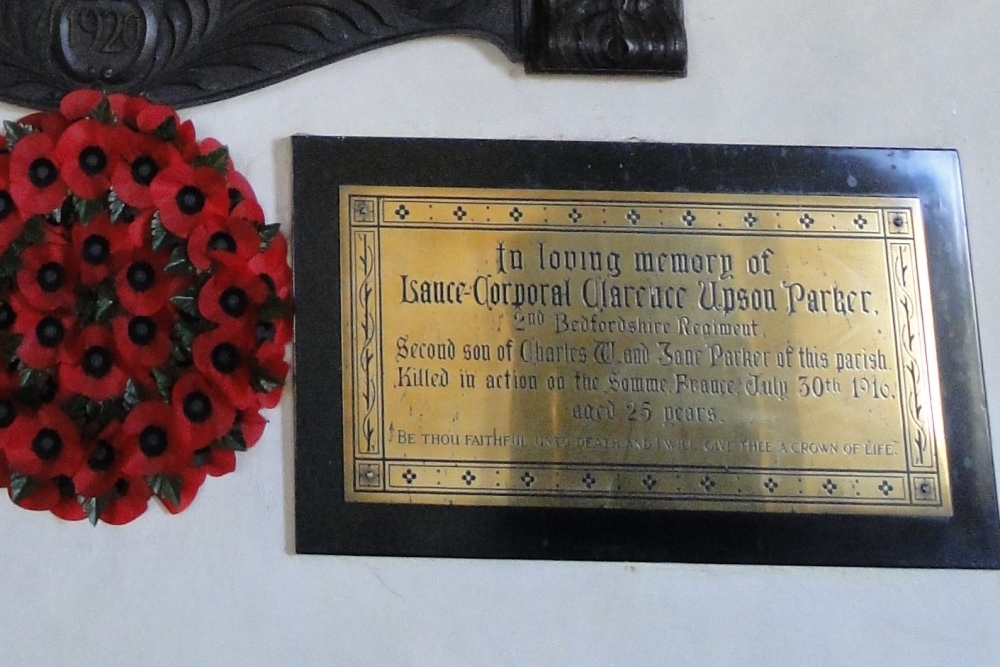 1920
In loving memory of
Lance-Corporal Clarence Upson Parker.
2nd Bedfordshire Regiment.
Second son of Charles W. and Jane Parker of this parish.
Killed in action on the Somme, France, July 30th 1916.
aged 25 years.
"BE THOU FAITHFUL UNTO DEATH AND I WILL GIVE THEE A CROWN OF LIFE."